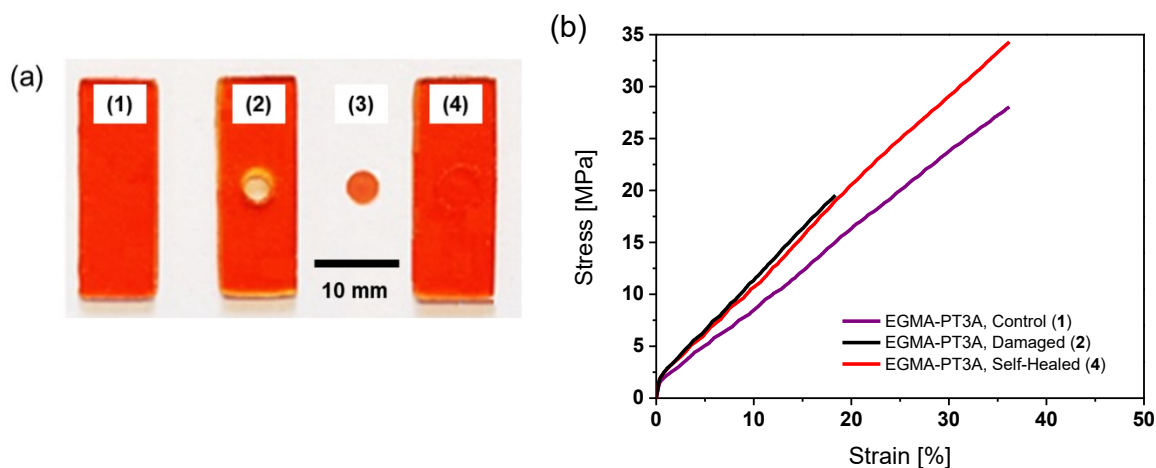 (a)
(1) (2) (3) (4)
10 mm
(b)
Stress [MPa]
35
30
25
20
15
10
5
0
EGMA-PT3A, Control (1)
EGMA-PT3A, Damaged (2)
EGMA-PT3A, Self-Healed (4)
0 10 20 30 40 50
Strain [%]